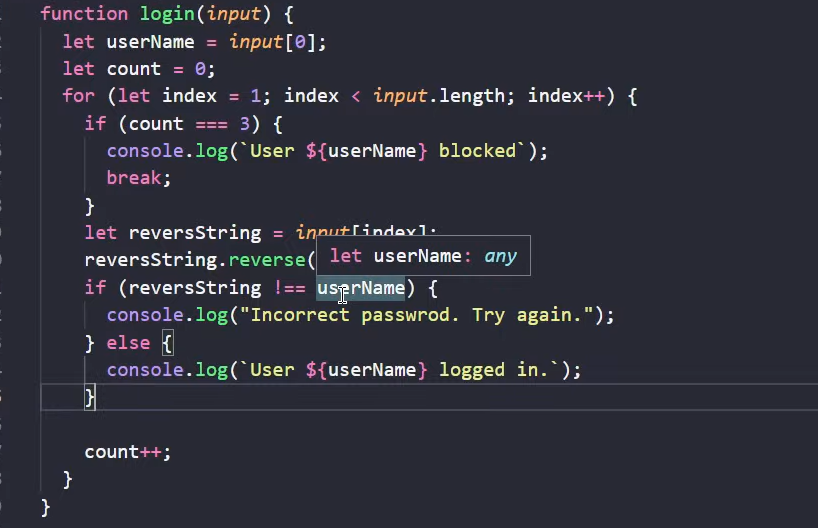 function login(input) {
let userName = input[0];
let count = 0;
for (let index = 1; index < input.length; index++) {
if (count === 3) {
console.log(`User ${userName} blocked`);
break;
}
let reversString = input[index];
let userName: any
reversString.reverse(
if (reversString !== userName) {
console.log("Incorrect passwrod. Try again.");
} else {
console.log(`User ${userName} logged in.`);
}
count++;
}
}